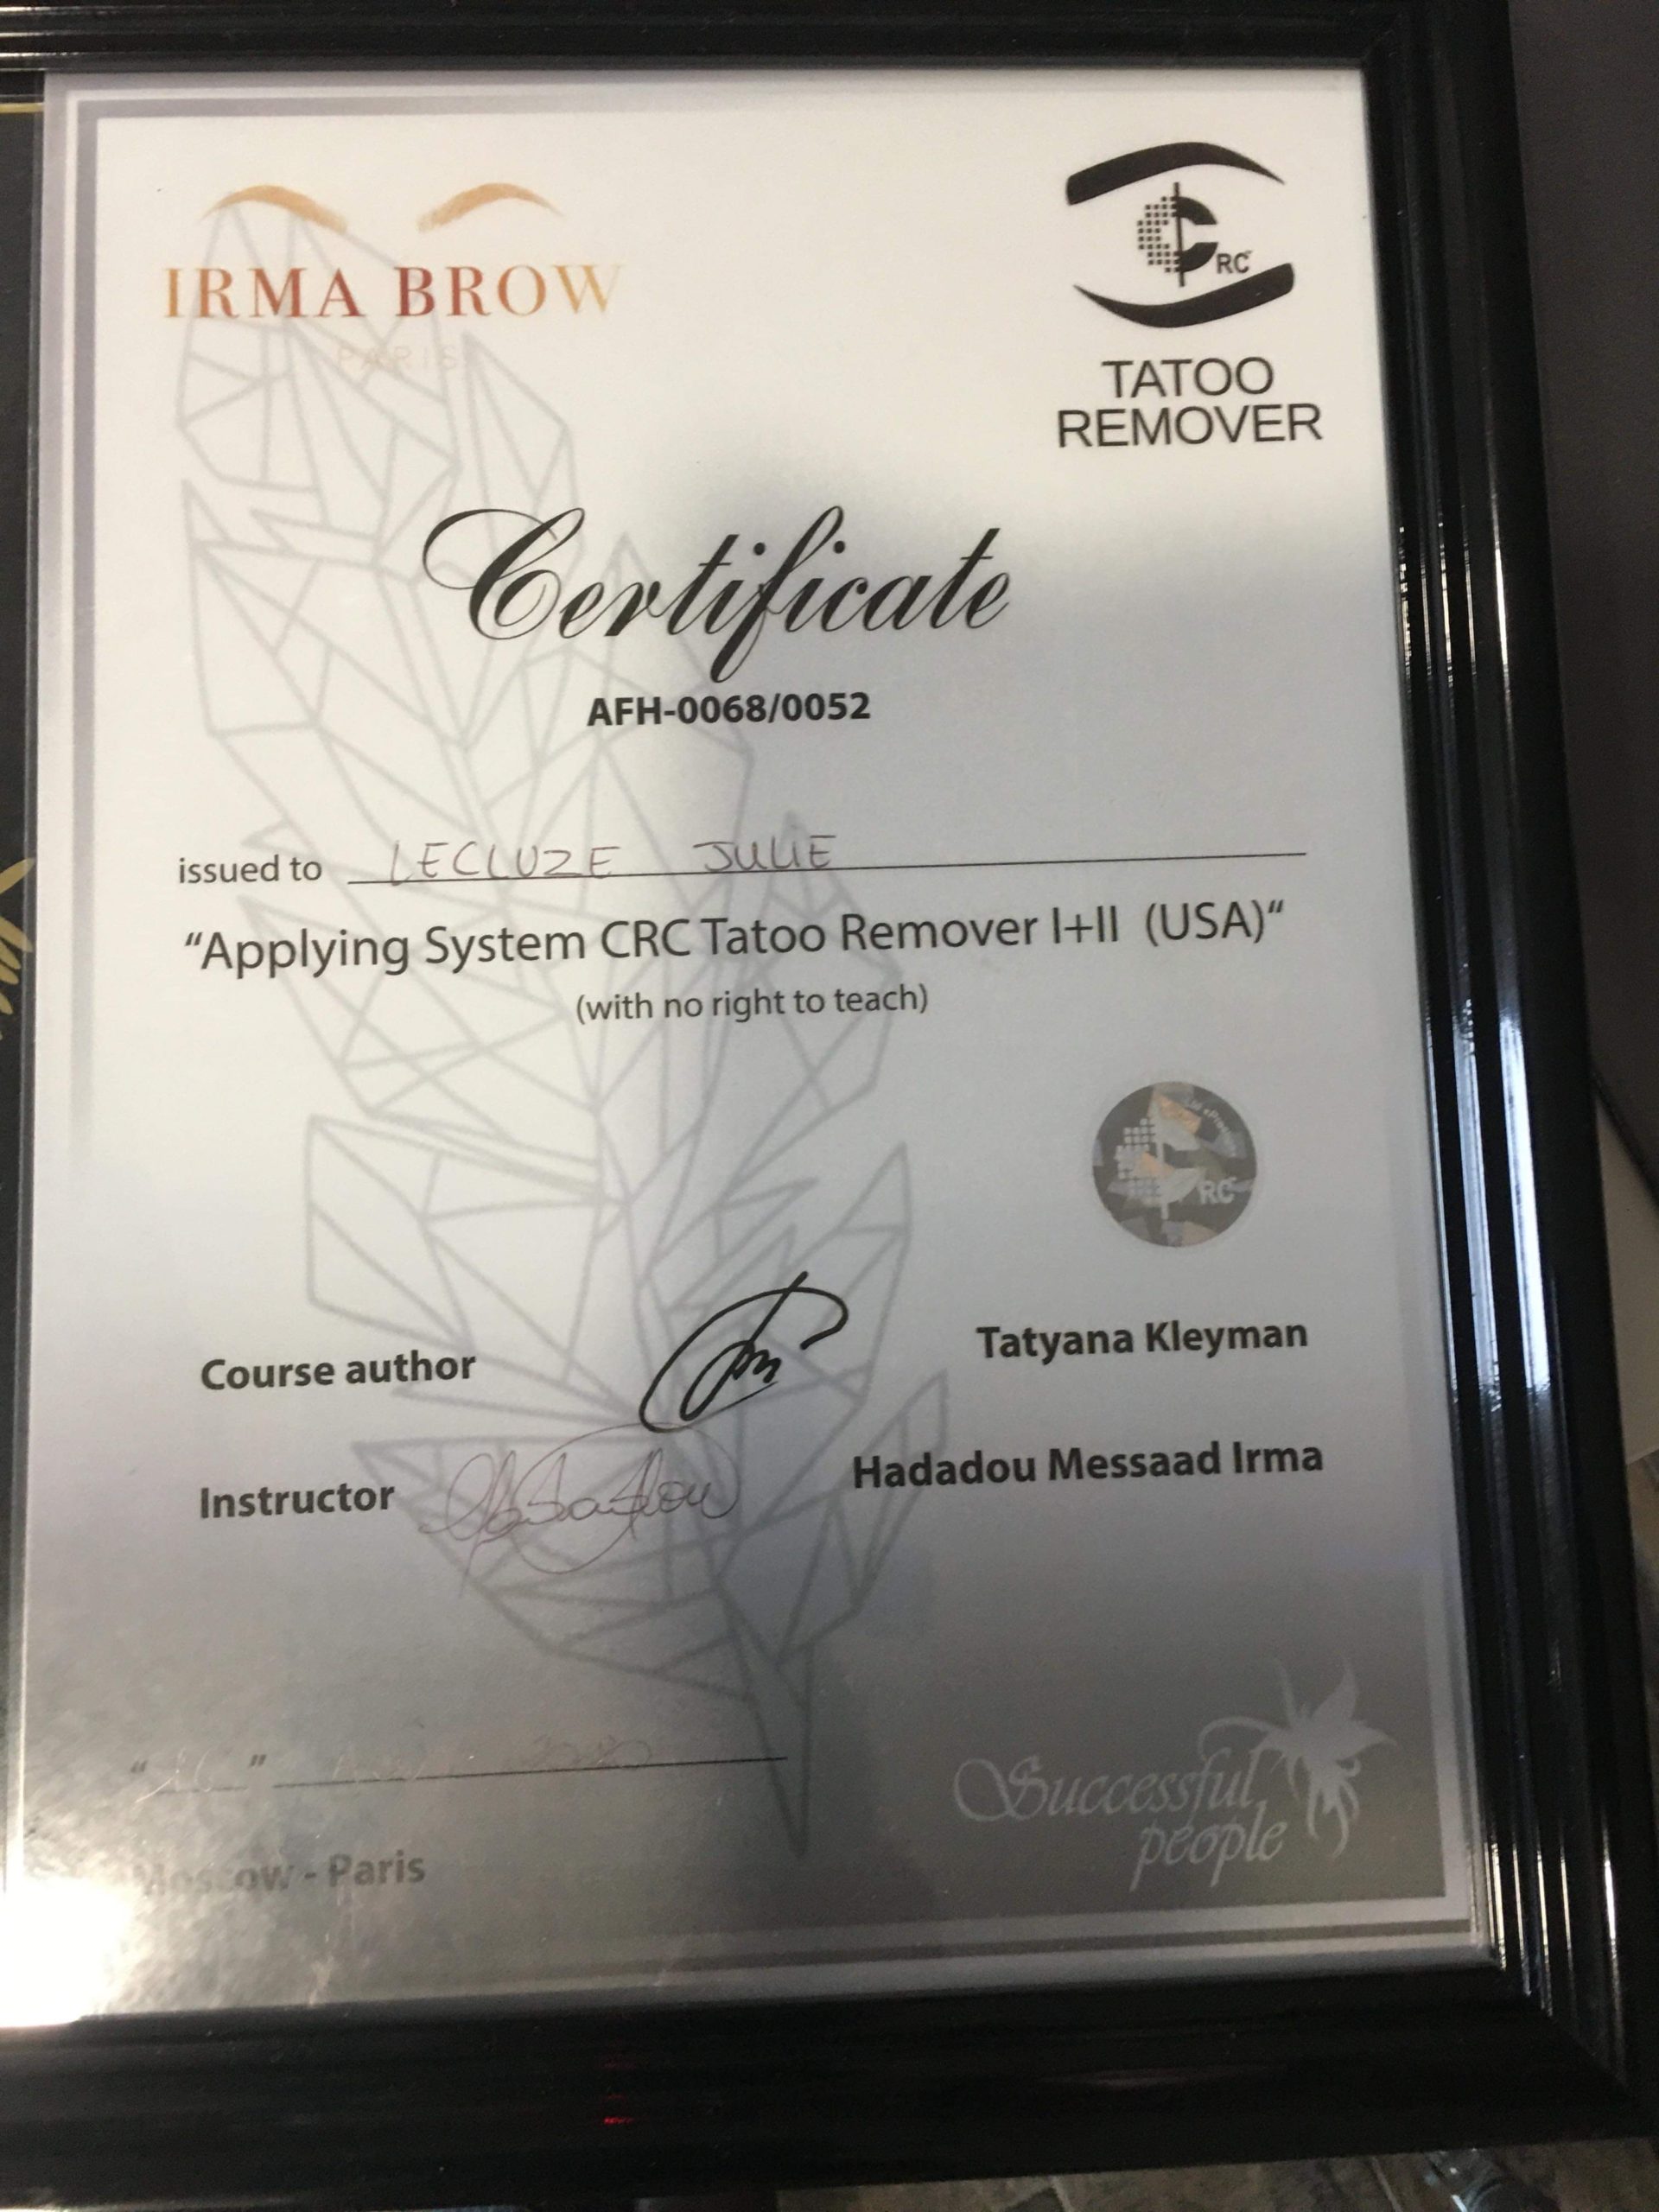 IRMA BROW
PARIS
CRC
TATOO
REMOVER
Certificate
AFH-0068/0052
issued to LECLUZE JULIE
“Applying System CRC Tatoo Remover I+II (USA)“
(with no right to teach)
RC
Course author
Tatyana Kleyman
Instructor
Hadadou Messaad Irma
Successful
people
Moscow - Paris